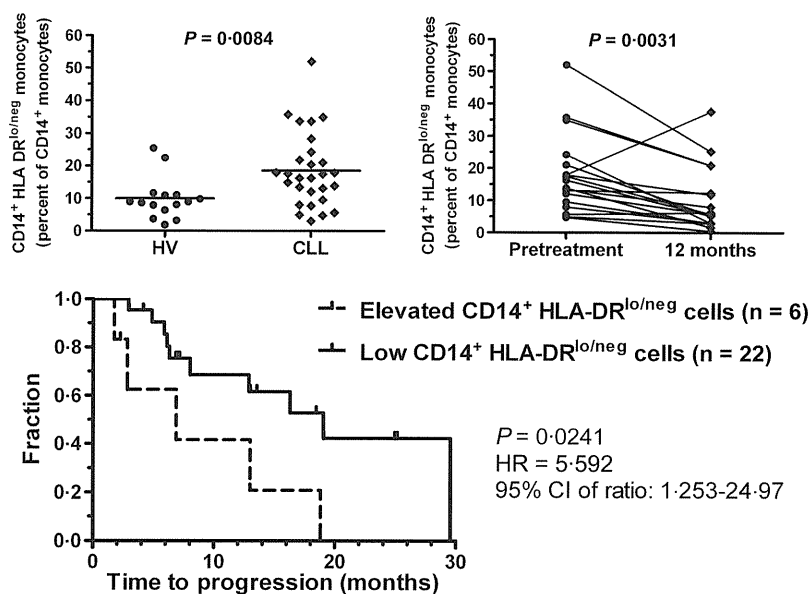 P = 0·0084
CD14+ HLA DRlo/neg monocytes
(percent of CD14+ monocytes)
60
50
40
30
20
10
0
HV
CLL
P = 0·0031
CD14+ HLA DRlo/neg monocytes
(percent of CD14+ monocytes)
60
50
40
30
20
10
0
Pretreatment
12 months
Fraction
1·0
0·8
0·6
0·4
0·2
0·0
0
10
20
30
Time to progression (months)
Elevated CD14+ HLA-DRlo/neg cells (n = 6)
Low CD14+ HLA-DRlo/neg cells (n = 22)
P = 0·0241
HR = 5·592
95% CI of ratio: 1·253-24·97